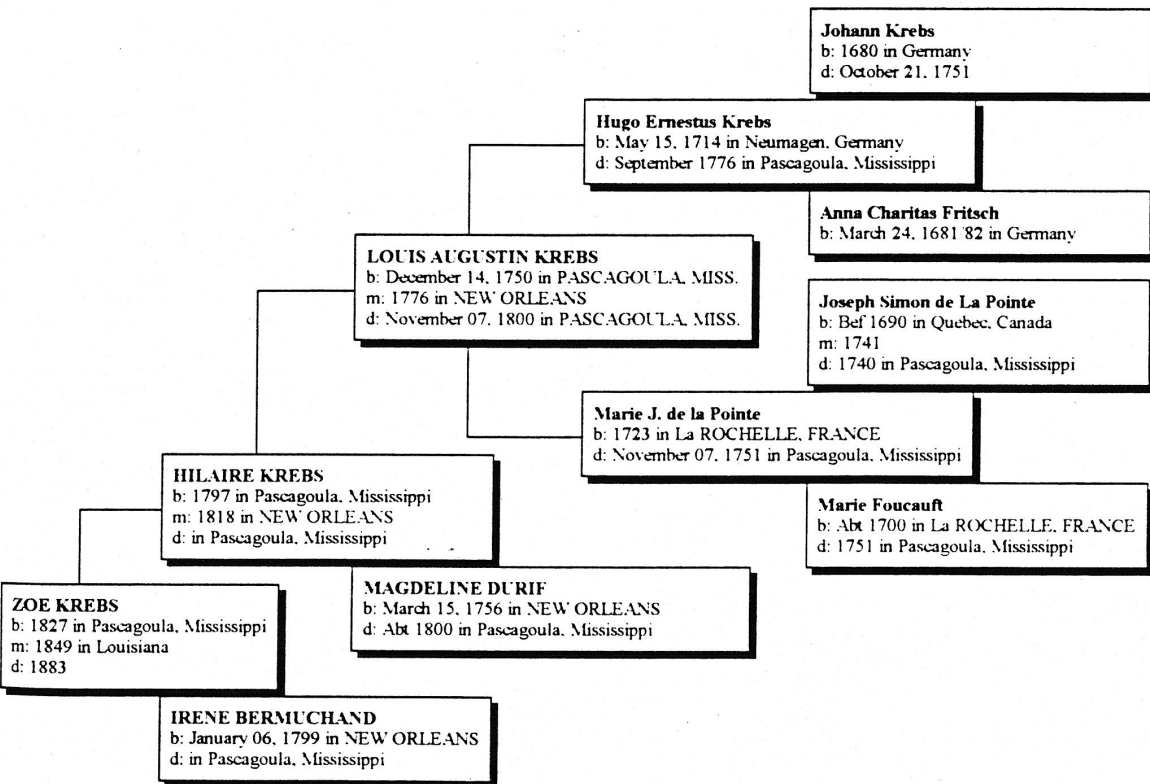 Johann Krebs
b: 1680 in Germany
d: October 21, 1751
Hugo Ernestus Krebs
b: May 15, 1714 in Neumagen, Germany
d: September 1776 in Pascagoula, Mississippi
Anna Charitas Fritsch
b: March 24, 1681/82 in Germany
LOUIS AUGUSTIN KREBS
b: December 14, 1750 in PASCAGOULA, MISS.
m: 1776 in NEW ORLEANS
d: November 07, 1800 in PASCAGOULA, MISS.
Joseph Simon de La Pointe
b: Bef 1690 in Quebec, Canada
m: 1741
d: 1740 in Pascagoula, Mississippi
Marie J. de la Pointe
b: 1723 in La ROCHELLE, FRANCE
d: November 07, 1751 in Pascagoula, Mississippi
Marie Foucauft
b: Abt 1700 in La ROCHELLE, FRANCE
d: 1751 in Pascagoula, Mississippi
HILAIRE KREBS
b: 1797 in Pascagoula, Mississippi
m: 1818 in NEW ORLEANS
d: in Pascagoula, Mississippi
MAGDELINE DURIF
b: March 15, 1756 in NEW ORLEANS
d: Abt 1800 in Pascagoula, Mississippi
ZOE KREBS
b: 1827 in Pascagoula, Mississippi
m: 1849 in Louisiana
d: 1883
IRENE BERMUCHAND
b: January 06, 1799 in NEW ORLEANS
d: in Pascagoula, Mississippi